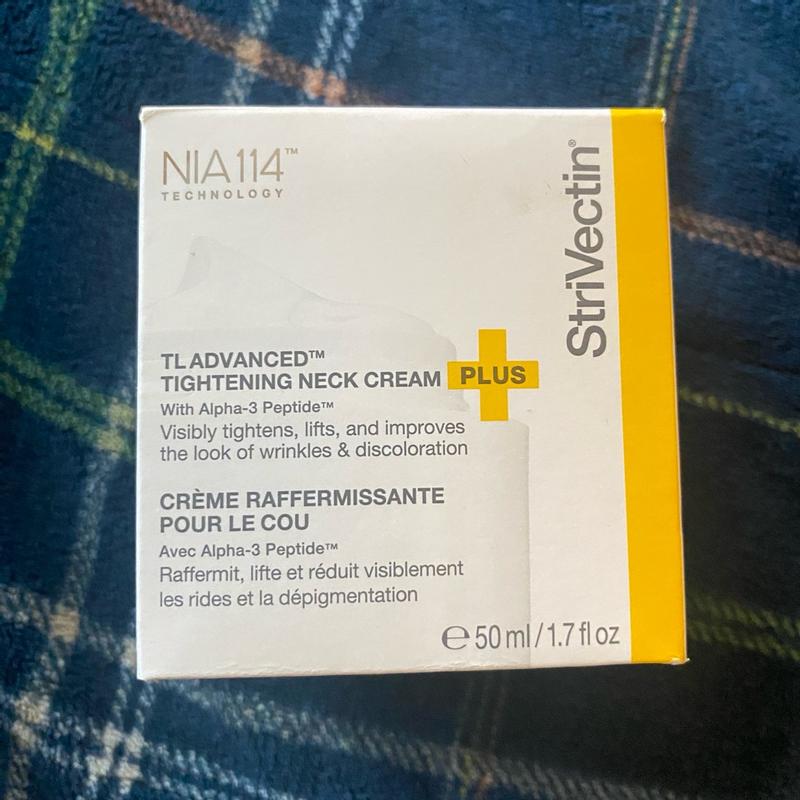 NIA114™
TECHNOLOGY
StriVectin®
TL ADVANCED™
TIGHTENING NECK CREAM PLUS
With Alpha-3 Peptide™
Visibly tightens, lifts, and improves
the look of wrinkles & discoloration
CRÈME RAFFERMISSANTE
POUR LE COU
Avec Alpha-3 Peptide™
Raffermit, lifte et réduit visiblement
les rides et la dépigmentation
℮ 50 ml / 1.7 fl oz